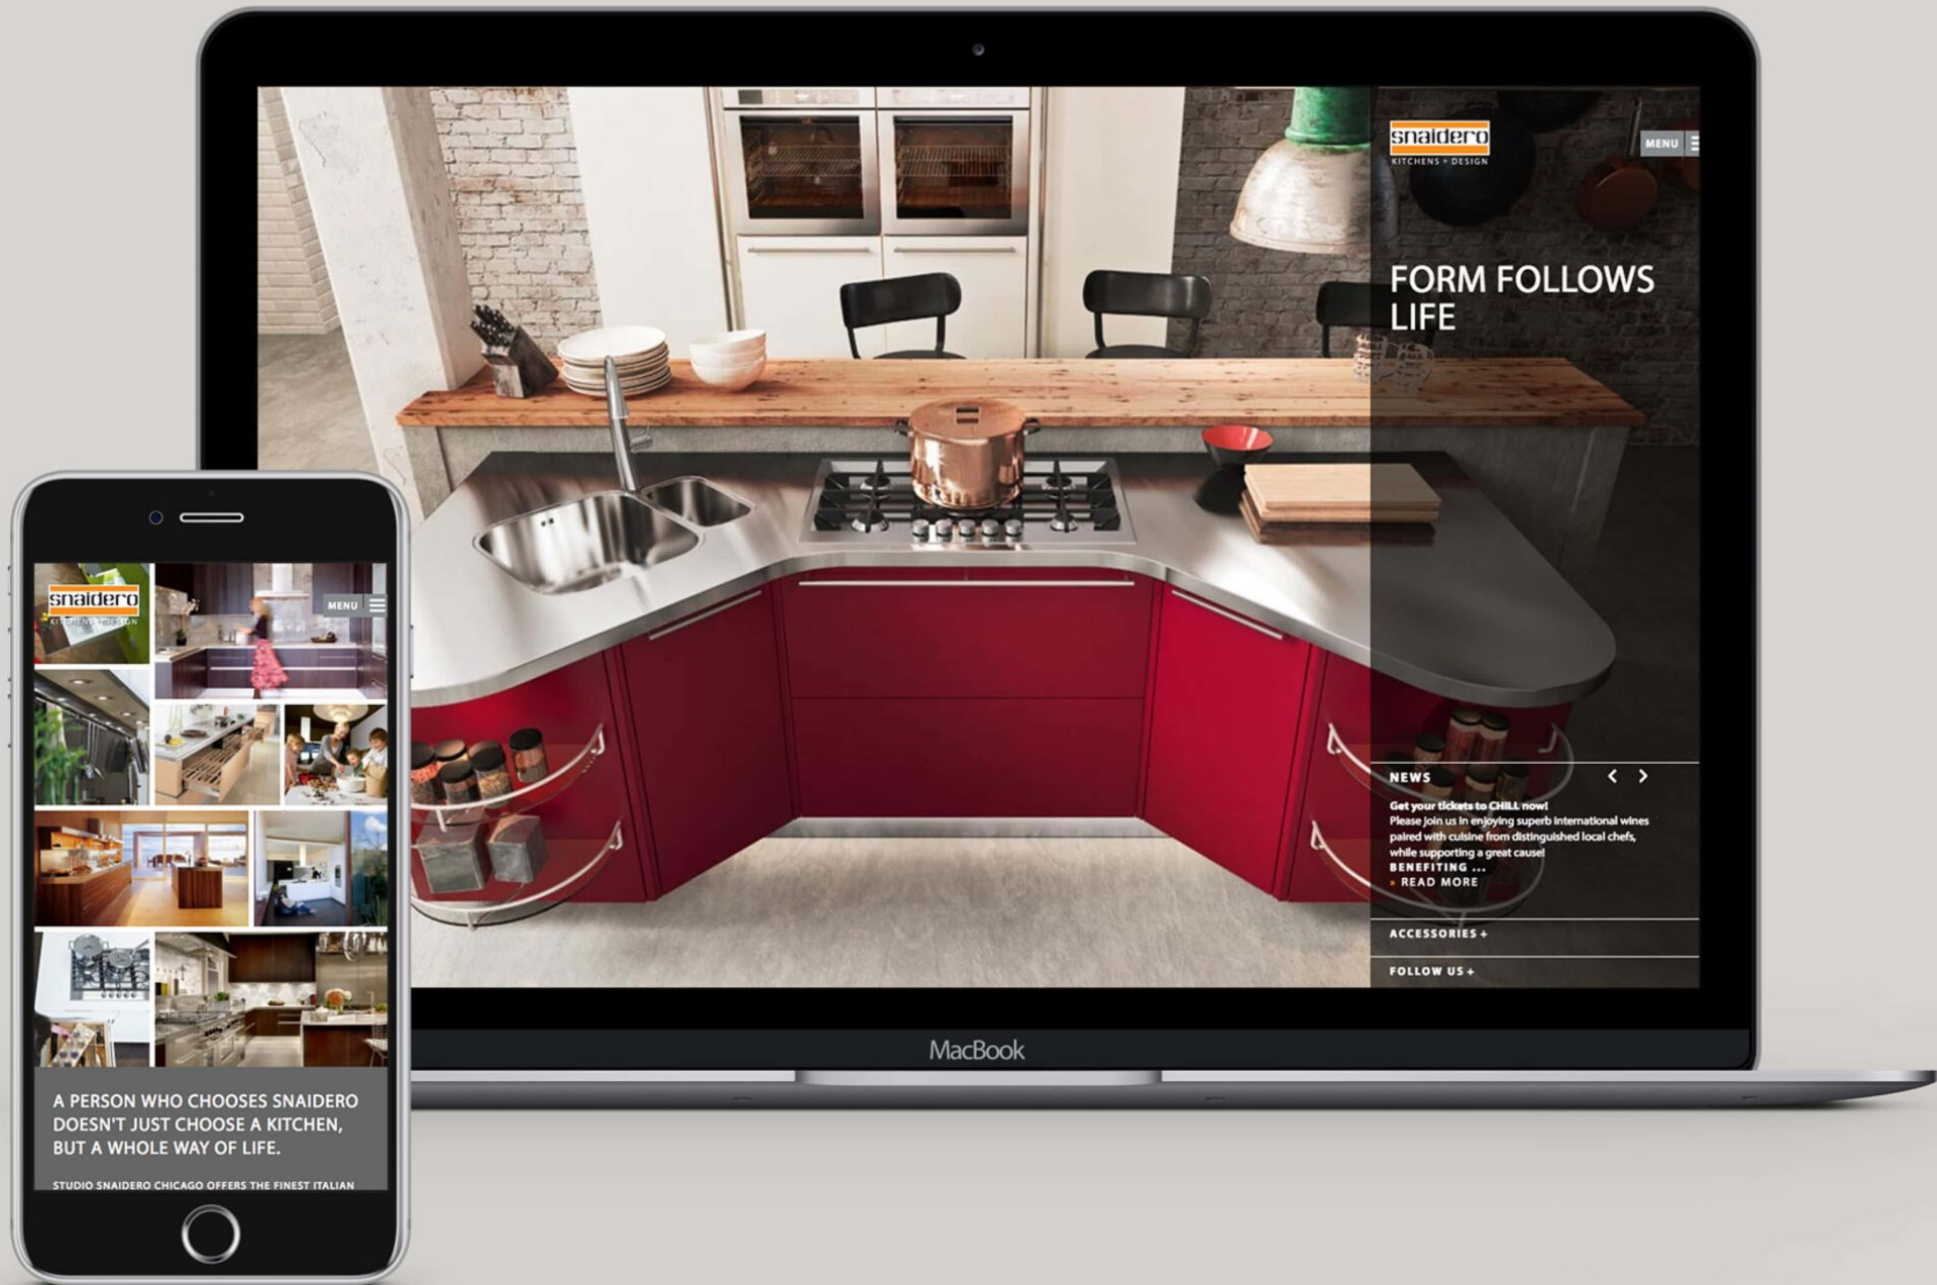 snaidero
KITCHENS + DESIGN
MENU
FORM FOLLOWS
LIFE
NEWS
Get your tickets to CHILL now!
Please join us in enjoying superb international wines
paired with cuisine from distinguished local chefs,
while supporting a great cause!
BENEFITING ...
» READ MORE
ACCESSORIES +
FOLLOW US +
MacBook
snaidero
KITCHENS + DESIGN
MENU
A PERSON WHO CHOOSES SNAIDERO
DOESN'T JUST CHOOSE A KITCHEN,
BUT A WHOLE WAY OF LIFE.
STUDIO SNAIDERO CHICAGO OFFERS THE FINEST ITALIAN